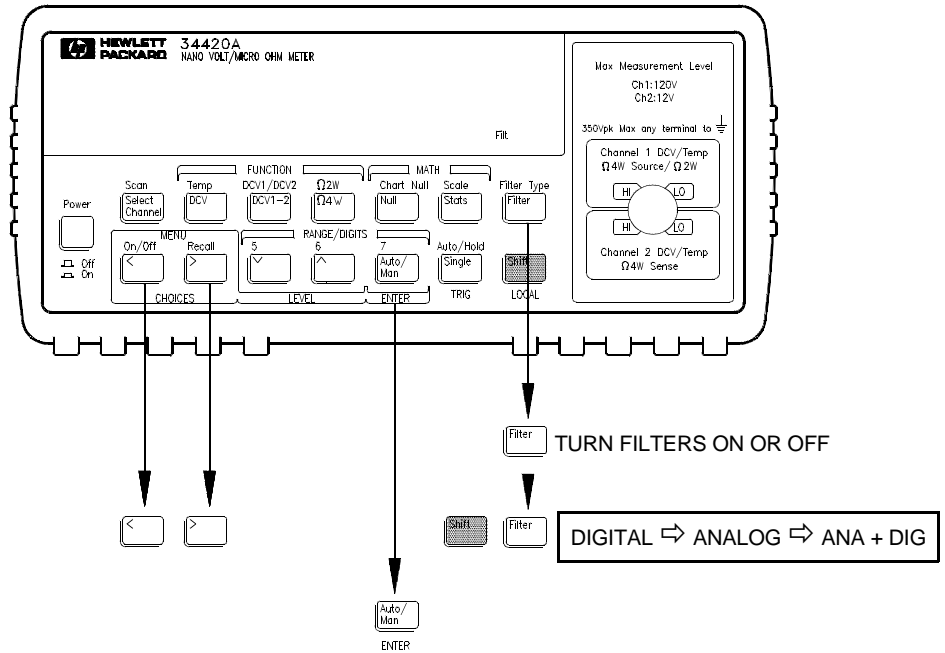 hp HEWLETT PACKARD
34420A
NANO VOLT/MICRO OHM METER
Filt
Max Measurement Level
Ch1:120V
Ch2:12V
350Vpk Max any terminal to
Channel 1 DCV/Temp
Ω4W Source/ Ω2W
HI LO
HI LO
Channel 2 DCV/Temp
Ω4W Sense
FUNCTION MATH
Power
Off
On
Scan Temp DCV1/DCV2 Ω2W Chart Null Scale Filter Type
Select Channel DCV DCV1-2 Ω4W Null Stats Filter
MENU RANGE/DIGITS
On/Off Recall 5 6 7 Auto/Hold
< > ∨ ∧ Auto/Man Single Shift
CHOICES LEVEL ENTER TRIG LOCAL
Filter TURN FILTERS ON OR OFF
< > Shift Filter DIGITAL ⇨ ANALOG ⇨ ANA + DIG
Auto/
Man
ENTER